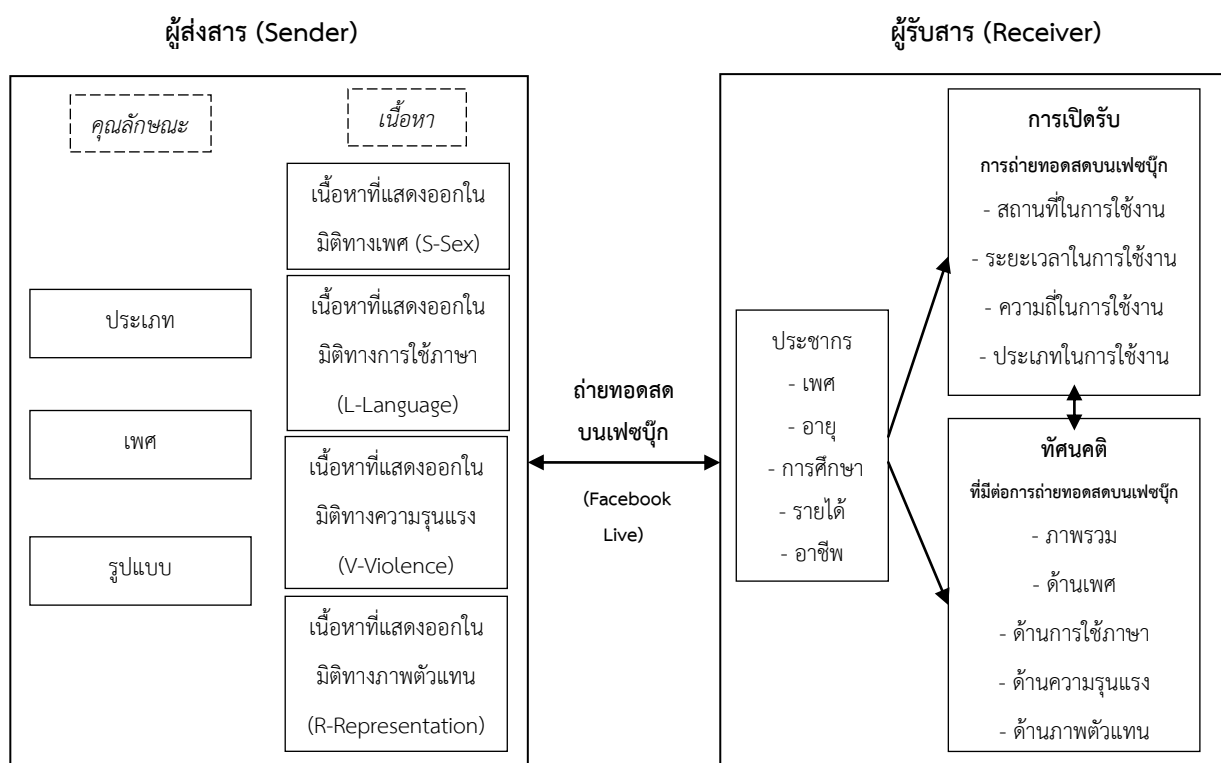 ผู้ส่งสาร (Sender)
คุณลักษณะ
ประเภท
เพศ
รูปแบบ
เนื้อหา
เนื้อหาที่แสดงออกใน
มิติทางเพศ (S-Sex)
เนื้อหาที่แสดงออกใน
มิติทางการใช้ภาษา
(L-Language)
เนื้อหาที่แสดงออกใน
มิติทางความรุนแรง
(V-Violence)
เนื้อหาที่แสดงออกใน
มิติทางภาพตัวแทน
(R-Representation)
ถ่ายทอดสด
บนเฟซบุ๊ก
(Facebook
Live)
ผู้รับสาร (Receiver)
ประชากร
- เพศ
- อายุ
- การศึกษา
- รายได้
- อาชีพ
การเปิดรับ
การถ่ายทอดสดบนเฟซบุ๊ก
- สถานที่ในการใช้งาน
- ระยะเวลาในการใช้งาน
- ความถี่ในการใช้งาน
- ประเภทในการใช้งาน
ทัศนคติ
ที่มีต่อการถ่ายทอดสดบนเฟซบุ๊ก
- ภาพรวม
- ด้านเพศ
- ด้านการใช้ภาษา
- ด้านความรุนแรง
- ด้านภาพตัวแทน